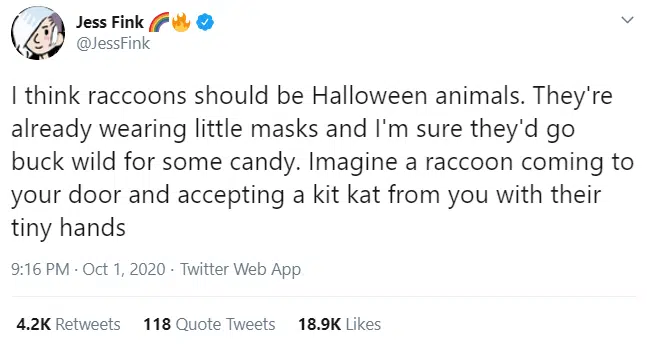 Jess Fink 🌈🔥
@JessFink
I think raccoons should be Halloween animals. They're
already wearing little masks and I'm sure they'd go
buck wild for some candy. Imagine a raccoon coming to
your door and accepting a kit kat from you with their
tiny hands
9:16 PM · Oct 1, 2020 · Twitter Web App
4.2K Retweets 118 Quote Tweets 18.9K Likes